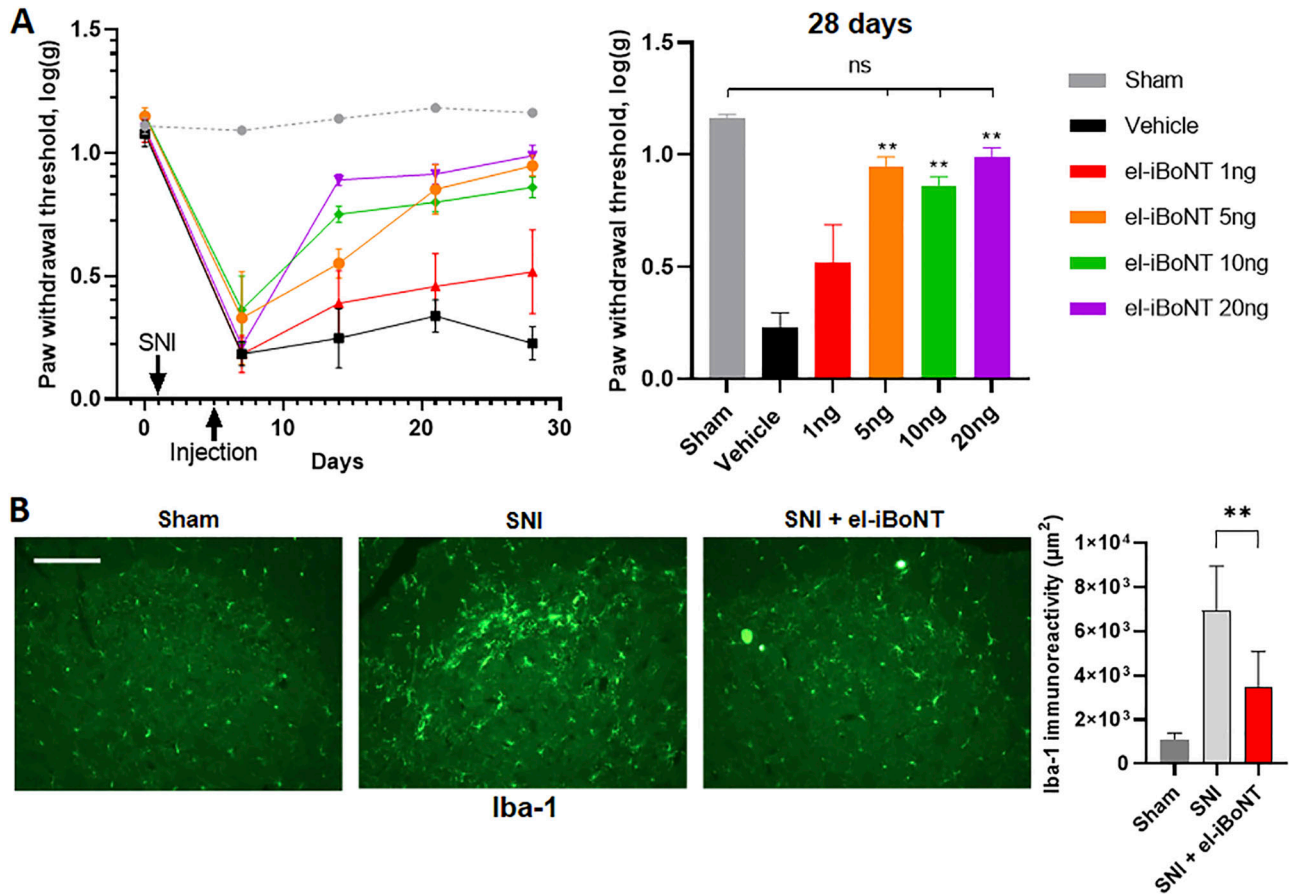 A
Paw withdrawal threshold, log(g)
1.5
1.0
0.5
0.0
SNI
0
10
20
30
Injection
Days
28 days
Paw withdrawal threshold, log(g)
1.5
1.0
0.5
0.0
ns
**
**
**
Sham
Vehicle
1ng
5ng
10ng
20ng
Sham
Vehicle
el-iBoNT 1ng
el-iBoNT 5ng
el-iBoNT 10ng
el-iBoNT 20ng
B
Sham
SNI
SNI + el-iBoNT
Iba-1
Iba-1 immunoreactivity (µm²)
**
1×10⁴
8×10³
6×10³
4×10³
2×10³
0
Sham
SNI
SNI + el-iBoNT